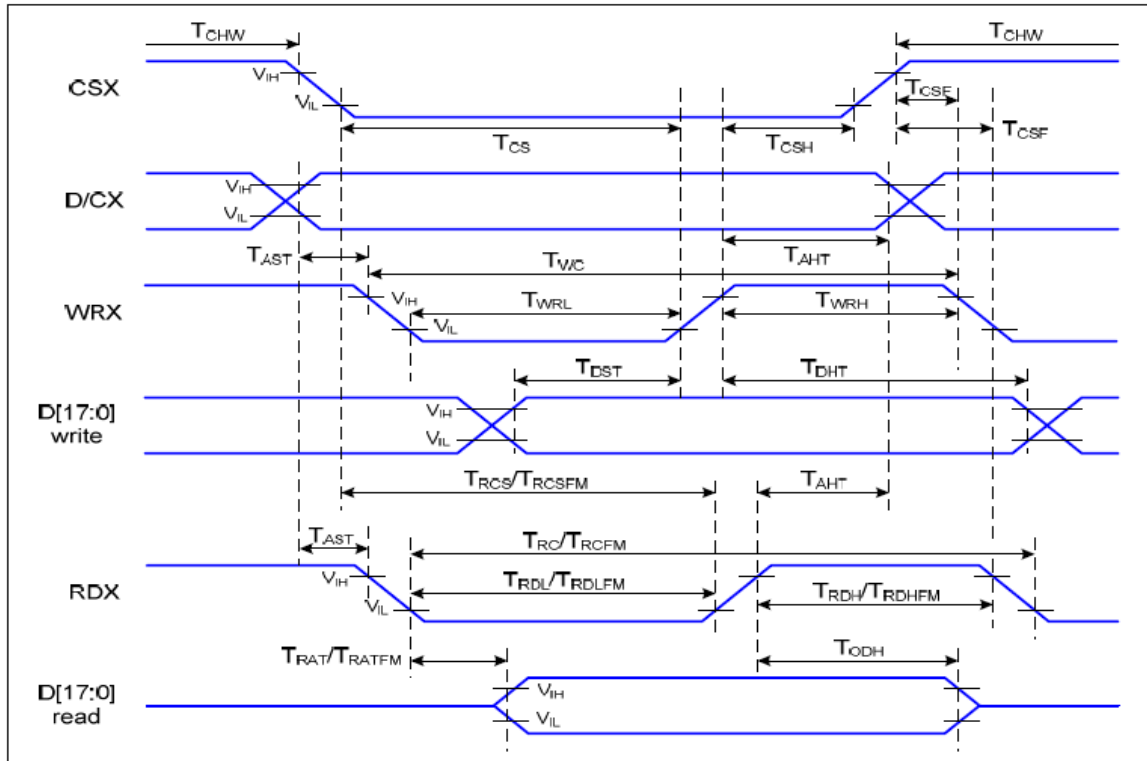 TCHW TCHW
VIH
CSX
VIL
TCSF
TCS TCSH TCSF
D/CX
VIH
VIL
TAST TWC TAHT
WRX
VIH TWRL TWRH
VIL
TDST TDHT
D[17:0]
write
VIH
VIL
TRCS/TRCSFM TAHT
TAST TRC/TRCFM
RDX
VIH
VIL
TRDL/TRDLFM TRDH/TRDHFM
TRAT/TRATFM TODH
D[17:0]
read
VIH
VIL